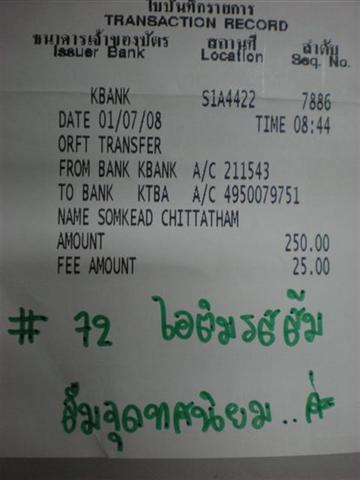 ใบบันทึกรายการ
TRANSACTION RECORD
ธนาคารเจ้าของบัตร สถานที่ ลำดับ
Issuer Bank Location Seq. No.
KBANK S1A4422 7886
DATE 01/07/08 TIME 08:44
ORFT TRANSFER
FROM BANK KBANK A/C 211543
TO BANK KTBA A/C 4950079751
NAME SOMKEAD CHITTATHAM
AMOUNT 250.00
FEE AMOUNT 25.00
# 72 ไอติมรสส้ม
ส้มจุดทศนิยม..ส่ะ